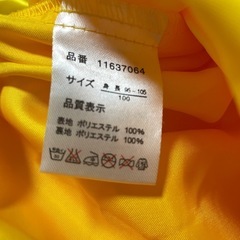 品番 11637064
サイズ 身長 95-105
100
品質表示
表地 ポリエステル 100%
裏地 ポリエステル 100%